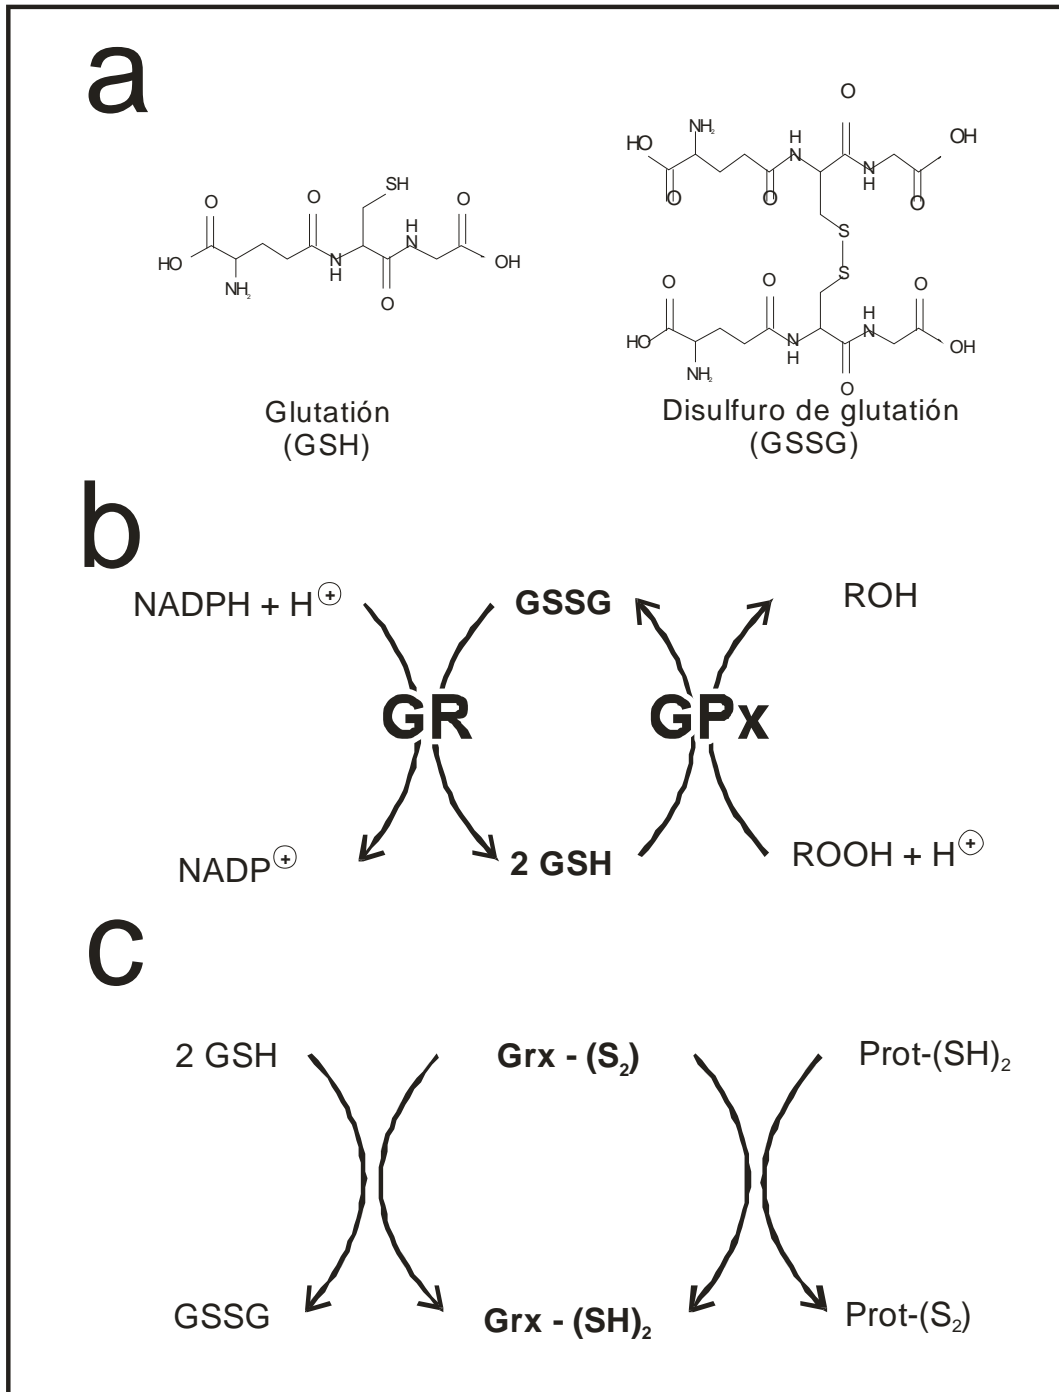 a
O
NH₂
H
N
O
OH
HO
O
O
N
H
O
S
S
SH
O
O
H
N
O
HO
N
H
O
OH
NH₂
O
O
H
N
O
HO
N
H
O
OH
NH₂
Glutatión
(GSH)
Disulfuro de glutatión
(GSSG)
b
NADPH + H⊕
GSSG
ROH
GR
GPx
NADP⊕
2 GSH
ROOH + H⊕
c
2 GSH
Grx - (S₂)
Prot-(SH)₂
GSSG
Grx - (SH)₂
Prot-(S₂)